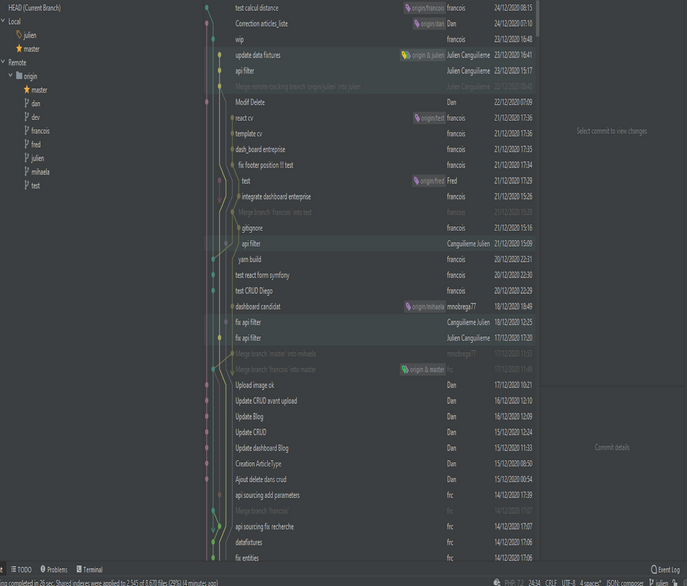 HEAD (Current Branch)
Local
julien
master
Remote
origin
master
dan
dev
francois
fred
julien
mihaela
test
test calcul distance origin/francois francois 24/12/2020 08:15
Correction articles_liste origin/dan Dan 24/12/2020 07:10
wip francois 23/12/2020 16:48
update data fixtures origin & julien Julien Canguilieme 23/12/2020 16:41
api filter Julien Canguilieme 23/12/2020 15:17
Merge remote-tracking branch 'origin/julien' into julien Julien Canguilieme
Modif Delete Dan 22/12/2020 07:09
react cv origin/test francois 21/12/2020 17:36
template cv francois 21/12/2020 17:36
dash_board entreprise francois 21/12/2020 17:35
fix footer position !! test francois 21/12/2020 17:34
test origin/fred Fred 21/12/2020 17:29
integrate dashboard enterprise francois 21/12/2020 15:26
Merge branch 'francois' into test francois 21/12/2020 15:20
gitignore francois 21/12/2020 15:16
api filter Canguilieme Julien 21/12/2020 15:09
yarn build francois 20/12/2020 22:31
test react form symfony francois 20/12/2020 22:30
test CRUD Diego francois 20/12/2020 22:29
dashboard candidat origin/mihaela mnobrega77 18/12/2020 18:49
fix api filter Canguilieme Julien 18/12/2020 12:25
fix api filter Julien Canguilieme 17/12/2020 17:20
Merge branch 'master' into mihaela mnobrega77 17/12/2020 11:53
Merge branch 'francois' into master origin & master frc 17/12/2020 11:49
Upload image ok Dan 17/12/2020 10:21
Update CRUD avant upload Dan 16/12/2020 12:10
Update Blog Dan 16/12/2020 12:09
Update CRUD Dan 15/12/2020 12:24
Update dashboard Blog Dan 15/12/2020 11:33
Creation ArticleType Dan 15/12/2020 08:50
Ajout delete dans crud Dan 15/12/2020 00:54
api sourcing add parameters frc 14/12/2020 17:39
Merge branch 'francois' frc 14/12/2020 17:07
api sourcing fix recherche frc 14/12/2020 17:07
datafixtures frc 14/12/2020 17:06
fix entities frc 14/12/2020 17:06
Select commit to view changes
Commit details
TODO Problems Terminal Event Log
ng completed in 26 sec. Shared indexes were applied to 2,545 of 8,670 files (29%) (4 minutes ago) PHP: 7.2 24:34 CRLF UTF-8 4 spaces* JSON: composer julien